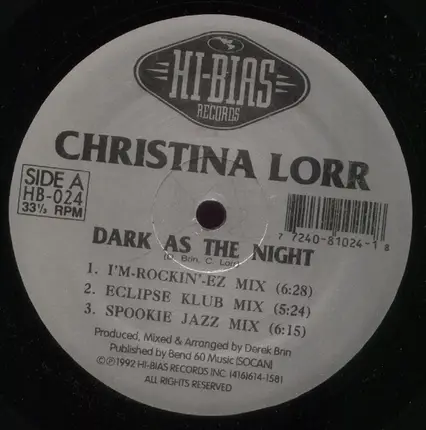 HI-BIAS
RECORDS
CHRISTINA LORR
SIDE A
HB-024
33⅓ RPM
7 7240-81024-1 8
DARK AS THE NIGHT
(D. Brin, C. Lorr)
1. I'M-ROCKIN'-EZ MIX (6:28)
2. ECLIPSE KLUB MIX (5:24)
3. SPOOKIE JAZZ MIX (6:15)
Produced, Mixed & Arranged by Derek Brin
Published by Bend 60 Music (SOCAN)
©℗1992 HI-BIAS RECORDS INC. (416)614-1581
ALL RIGHTS RESERVED